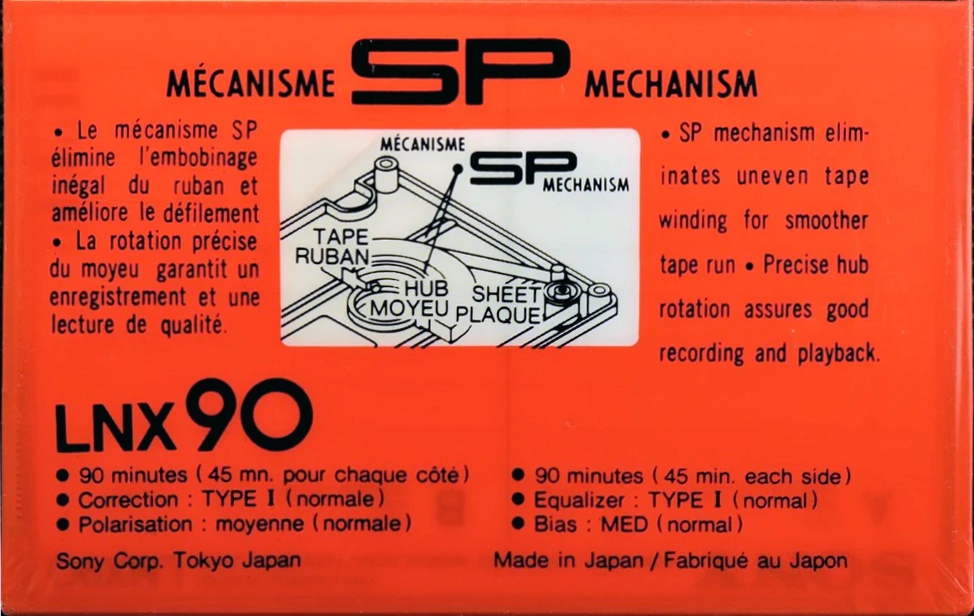 MÉCANISME SP MECHANISM
• Le mécanisme SP
élimine l'embobinage
inégal du ruban et
améliore le défilement
• La rotation précise
du moyeu garantit un
enregistrement et une
lecture de qualité.
MÉCANISME
SP
MECHANISM
TAPE
RUBAN
HUB
MOYEU
SHEET
PLAQUE
• SP mechanism elim-
inates uneven tape
winding for smoother
tape run • Precise hub
rotation assures good
recording and playback.
LNX 90
• 90 minutes (45 mn. pour chaque côté)
• Correction : TYPE I (normale)
• Polarisation : moyenne (normale)
• 90 minutes (45 min. each side)
• Equalizer : TYPE I (normal)
• Bias : MED (normal)
Sony Corp. Tokyo Japan
Made in Japan / Fabriqué au Japon
A
B
SONY